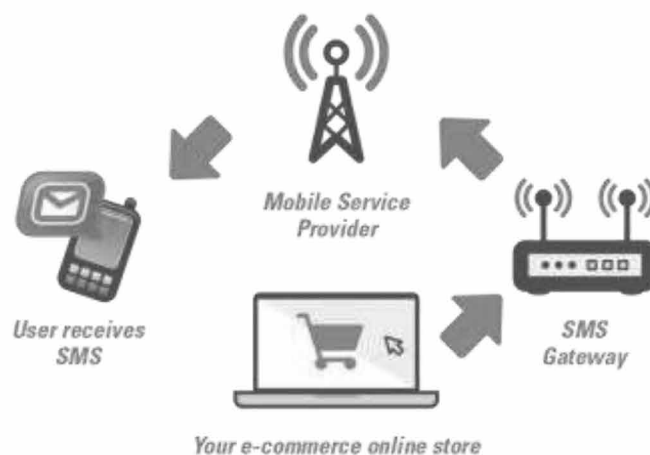 Mobile Service
Provider
User receives
SMS
SMS
Gateway
Your e-commerce online store